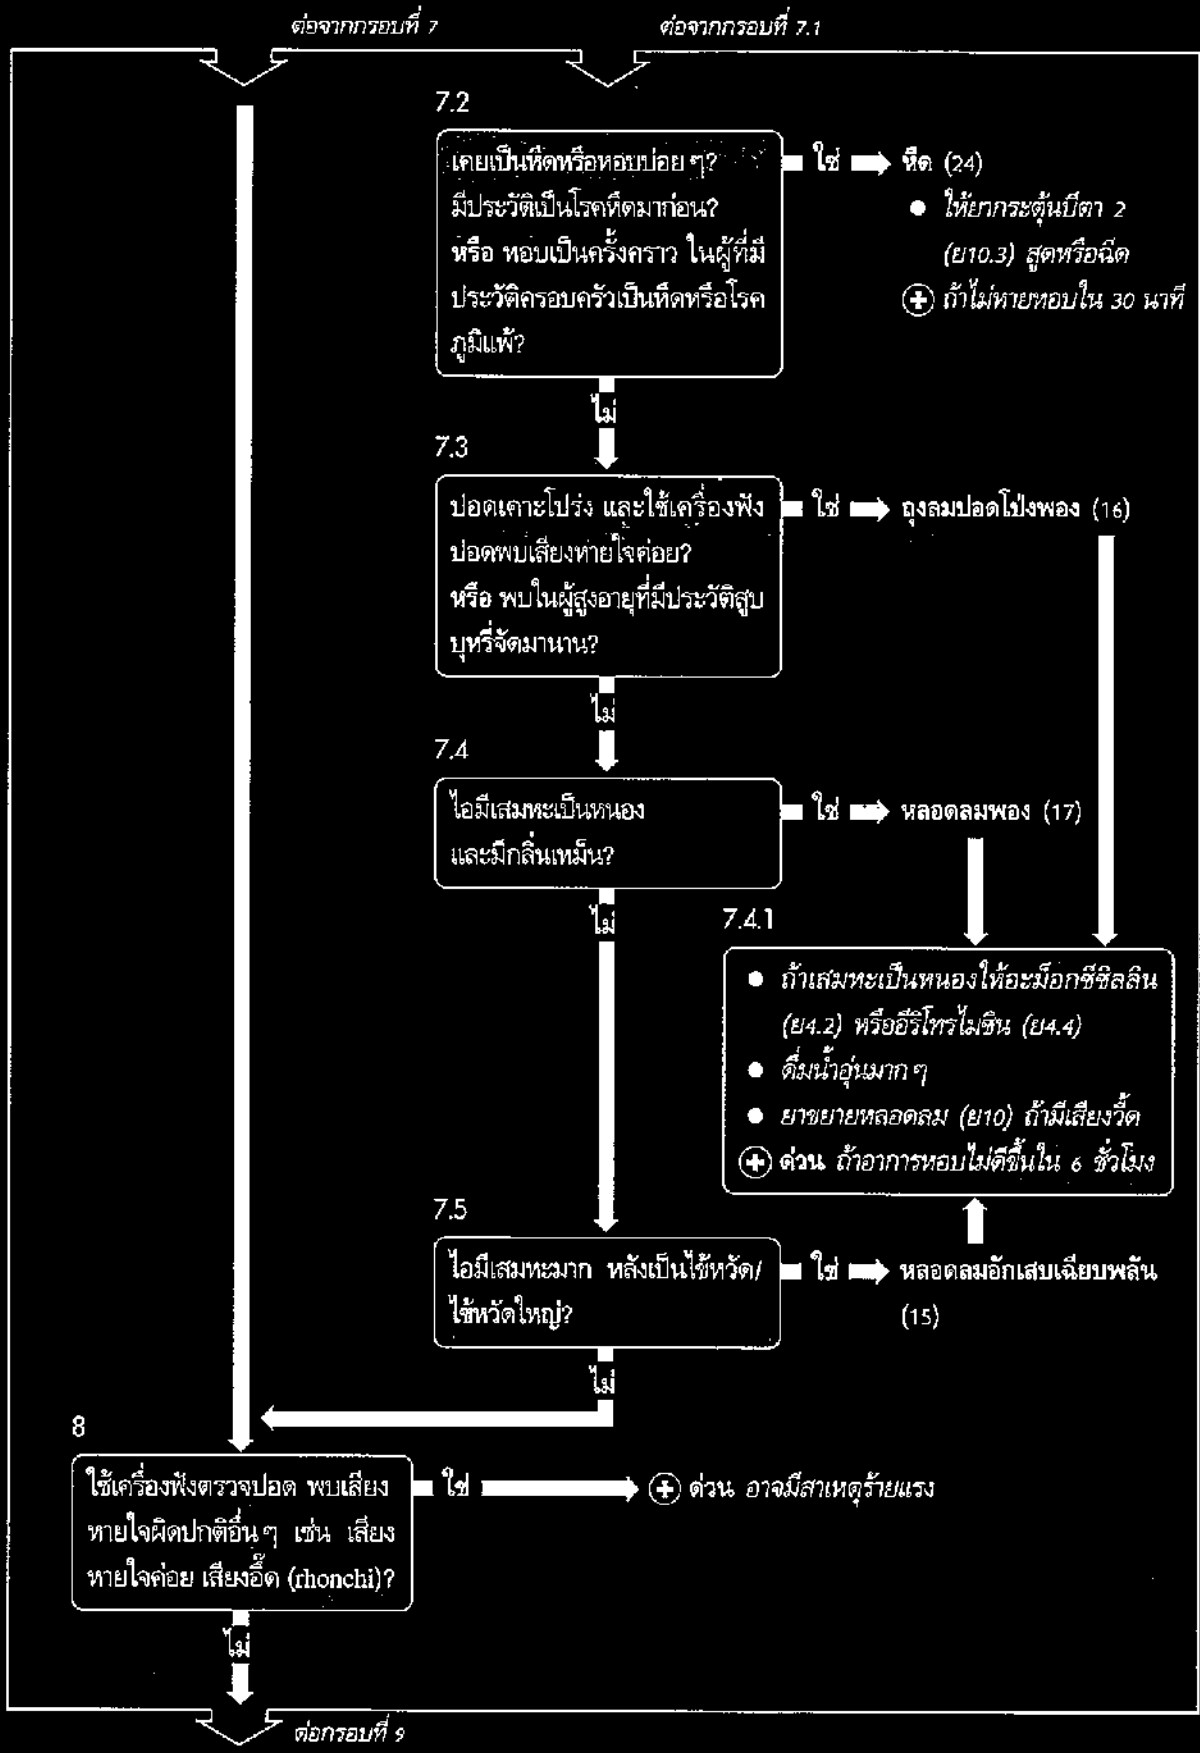 ต่อจากกรอบที่ 7
ต่อจากกรอบที่ 7.1
7.2
เคยเป็นหืดหรือหอบบ่อย ๆ?
มีประวัติเป็นโรคหืดมาก่อน?
หรือ หอบเป็นครั้งคราว ในผู้ที่มี
ประวัติครอบครัวเป็นหืดหรือโรค
ภูมิแพ้?
ใช่
หืด (24)
● ให้ยากระตุ้นบีตา 2
(ย10.3) สูดหรือฉีด
⊕ ถ้าไม่หายหอบใน 30 นาที
ไม่
7.3
ปอดเคาะโปร่ง และใช้เครื่องฟัง
ปอดพบเสียงหายใจค่อย?
หรือ พบในผู้สูงอายุที่มีประวัติสูบ
บุหรี่จัดมานาน?
ใช่
ถุงลมปอดโป่งพอง (16)
ไม่
7.4
ไอมีเสมหะเป็นหนอง
และมีกลิ่นเหม็น?
ใช่
หลอดลมพอง (17)
ไม่
7.4.1
● ถ้าเสมหะเป็นหนองให้อะม็อกซีซิลลิน
(ย4.2) หรืออีริโทรไมซิน (ย4.4)
● ดื่มน้ำอุ่นมาก ๆ
● ยาขยายหลอดลม (ย10) ถ้ามีเสียงวี้ด
⊕ ด่วน ถ้าอาการหอบไม่ดีขึ้นใน 6 ชั่วโมง
7.5
ไอมีเสมหะมาก หลังเป็นไข้หวัด/
ไข้หวัดใหญ่?
ใช่
หลอดลมอักเสบเฉียบพลัน
(15)
ไม่
8
ใช้เครื่องฟังตรวจปอด พบเสียง
หายใจผิดปกติอื่น ๆ เช่น เสียง
หายใจค่อย เสียงอึ๊ด (rhonchi)?
ใช่
⊕ ด่วน อาจมีสาเหตุร้ายแรง
ไม่
ต่อกรอบที่ 9